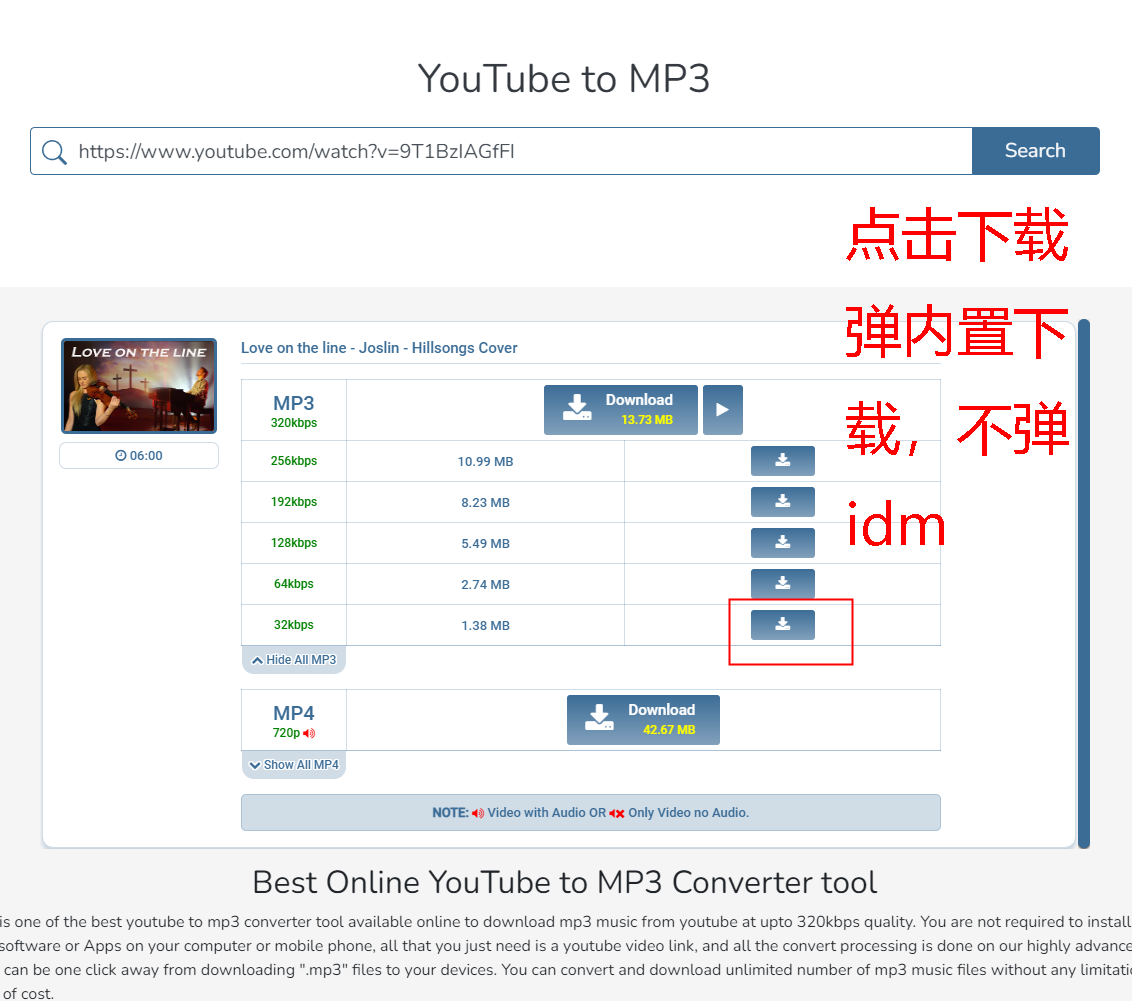 YouTube to MP3
https://www.youtube.com/watch?v=9T1BzIAGfFI
Search
点击下载
弹内置下
载，不弹
idm
LOVE ON THE LINE
06:00
Love on the line - Joslin - Hillsongs Cover
MP3
320kbps
Download
13.73 MB
256kbps
10.99 MB
192kbps
8.23 MB
128kbps
5.49 MB
64kbps
2.74 MB
32kbps
1.38 MB
Hide All MP3
MP4
720p
Download
42.67 MB
Show All MP4
NOTE: Video with Audio OR Only Video no Audio.
Best Online YouTube to MP3 Converter tool
is one of the best youtube to mp3 converter tool available online to download mp3 music from youtube at upto 320kbps quality. You are not required to install
software or Apps on your computer or mobile phone, all that you just need is a youtube video link, and all the convert processing is done on our highly advance
can be one click away from downloading ".mp3" files to your devices. You can convert and download unlimited number of mp3 music files without any limitatio
of cost.